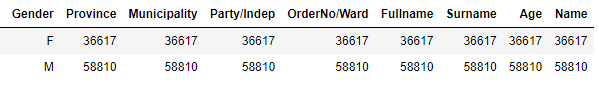 Gender Province Municipality Party/Indep OrderNo/Ward Fullname Surname Age Name
F 36617 36617 36617 36617 36617 36617 36617 36617
M 58810 58810 58810 58810 58810 58810 58810 58810